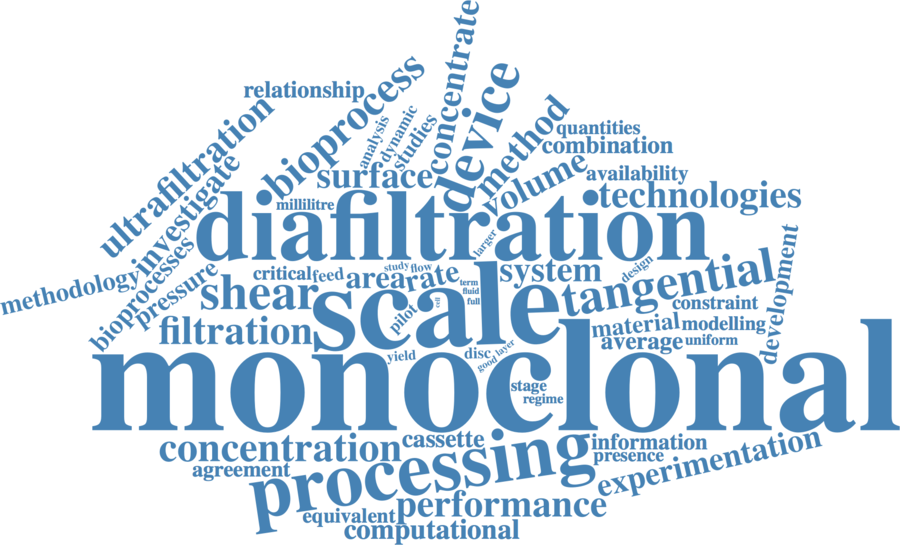 concentrate
relationship
bioprocess
device
analysis
dynamic
studies
method
quantities
combination
ultrafiltration
investigate
surface
volume
availability
technologies
millilitre
diafiltration
larger
methodology
bioprocesses
pressure
critical
feed
area
rate
study
flow
system
design
tangential
development
shear
scale
term
fluid
full
cell
pilot
constraint
filtration
material
modelling
average
uniform
monoclonal
yield
disc
good
layer
stage
regime
concentration
cassette
processing
information
presence
experimentation
agreement
performance
equivalent
computational